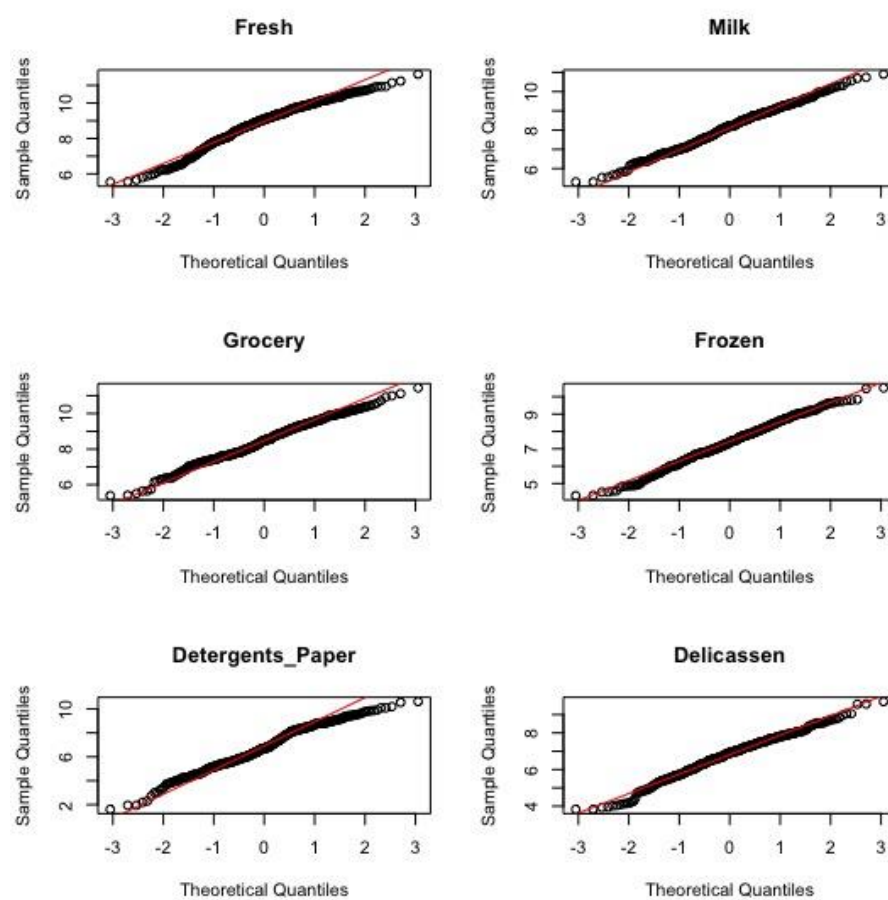 Fresh
Sample Quantiles
10
8
6
-3 -2 -1 0 1 2 3
Theoretical Quantiles
Milk
Sample Quantiles
10
8
6
-3 -2 -1 0 1 2 3
Theoretical Quantiles
Grocery
Sample Quantiles
10
8
6
-3 -2 -1 0 1 2 3
Theoretical Quantiles
Frozen
Sample Quantiles
9
7
5
-3 -2 -1 0 1 2 3
Theoretical Quantiles
Detergents_Paper
Sample Quantiles
10
6
2
-3 -2 -1 0 1 2 3
Theoretical Quantiles
Delicassen
Sample Quantiles
8
6
4
-3 -2 -1 0 1 2 3
Theoretical Quantiles